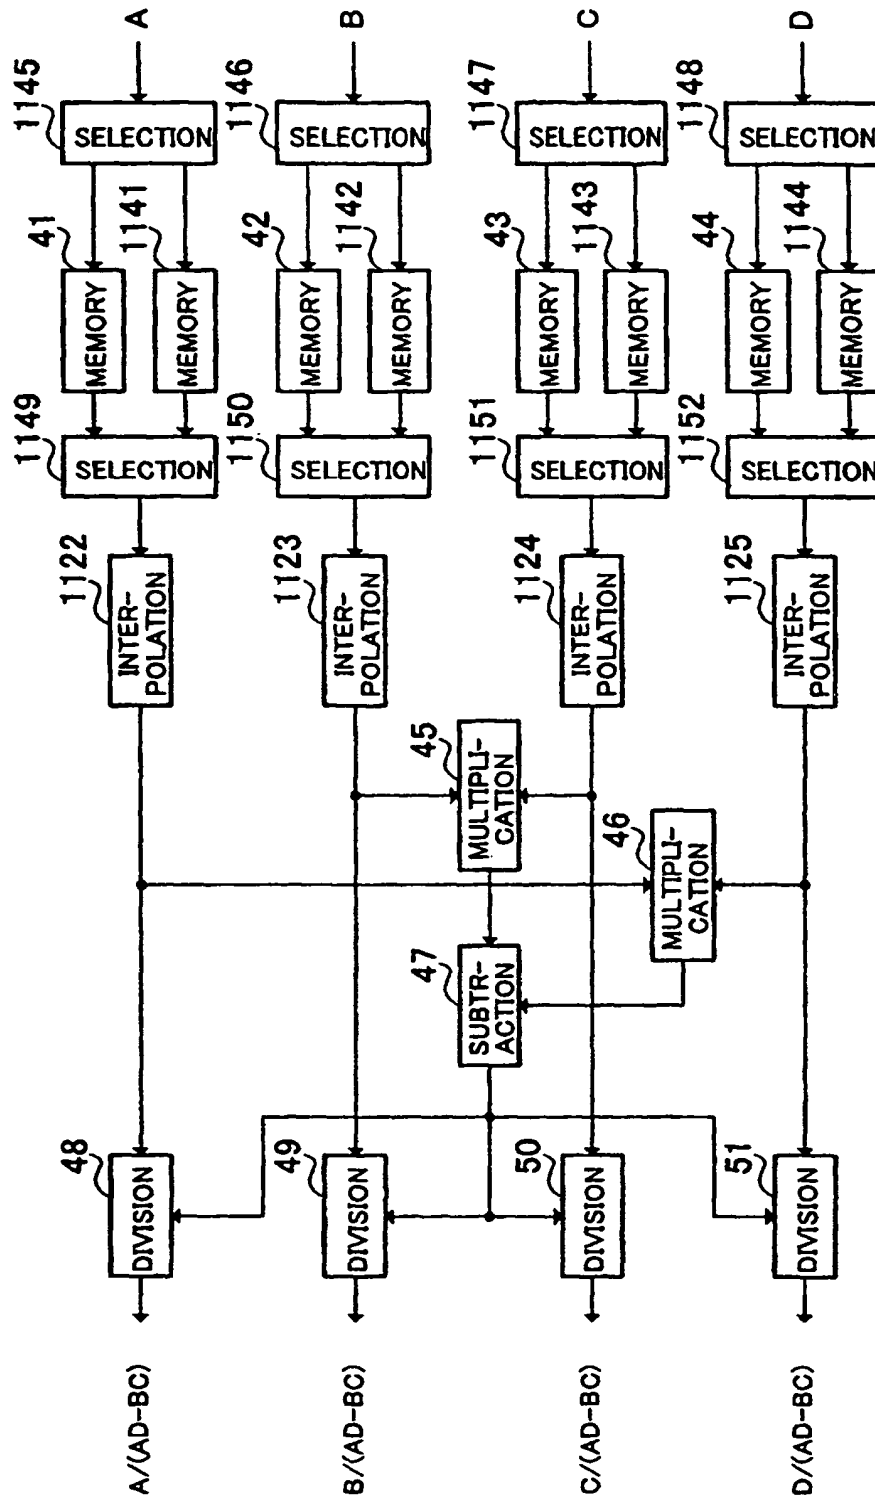 A
1145
SELECTION
41
MEMORY
1141
MEMORY
1149
SELECTION
1122
INTER-
POLATION
48
DIVISION
A/(AD-BC)
B
1146
SELECTION
42
MEMORY
1142
MEMORY
1150
SELECTION
1123
INTER-
POLATION
45
MULTIPLI-
CATION
47
SUBTR-
ACTION
49
DIVISION
B/(AD-BC)
C
1147
SELECTION
43
MEMORY
1143
MEMORY
1151
SELECTION
1124
INTER-
POLATION
46
MULTIPLI-
CATION
50
DIVISION
C/(AD-BC)
D
1148
SELECTION
44
MEMORY
1144
MEMORY
1152
SELECTION
1125
INTER-
POLATION
51
DIVISION
D/(AD-BC)